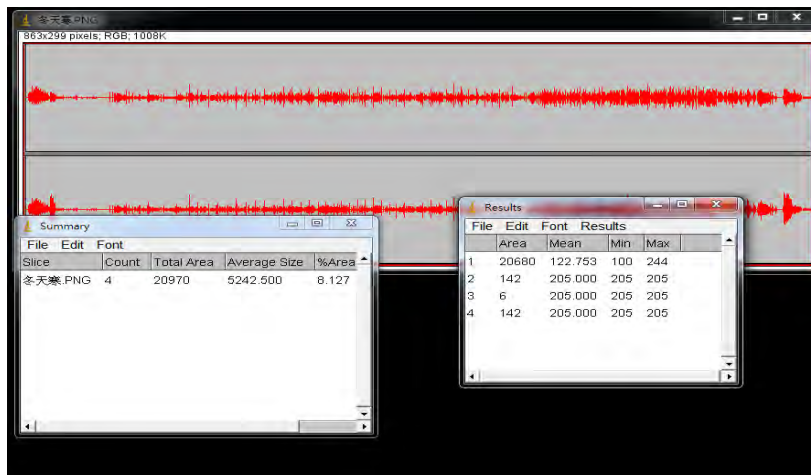 冬天寒.PNG
863x299 pixels; RGB; 1008K
Summary
File Edit Font
Slice Count Total Area Average Size %Area
冬天寒.PNG 4 20970 5242.500 8.127
Results
File Edit Font Results
Area Mean Min Max
1 20680 122.753 100 244
2 142 205.000 205 205
3 6 205.000 205 205
4 142 205.000 205 205